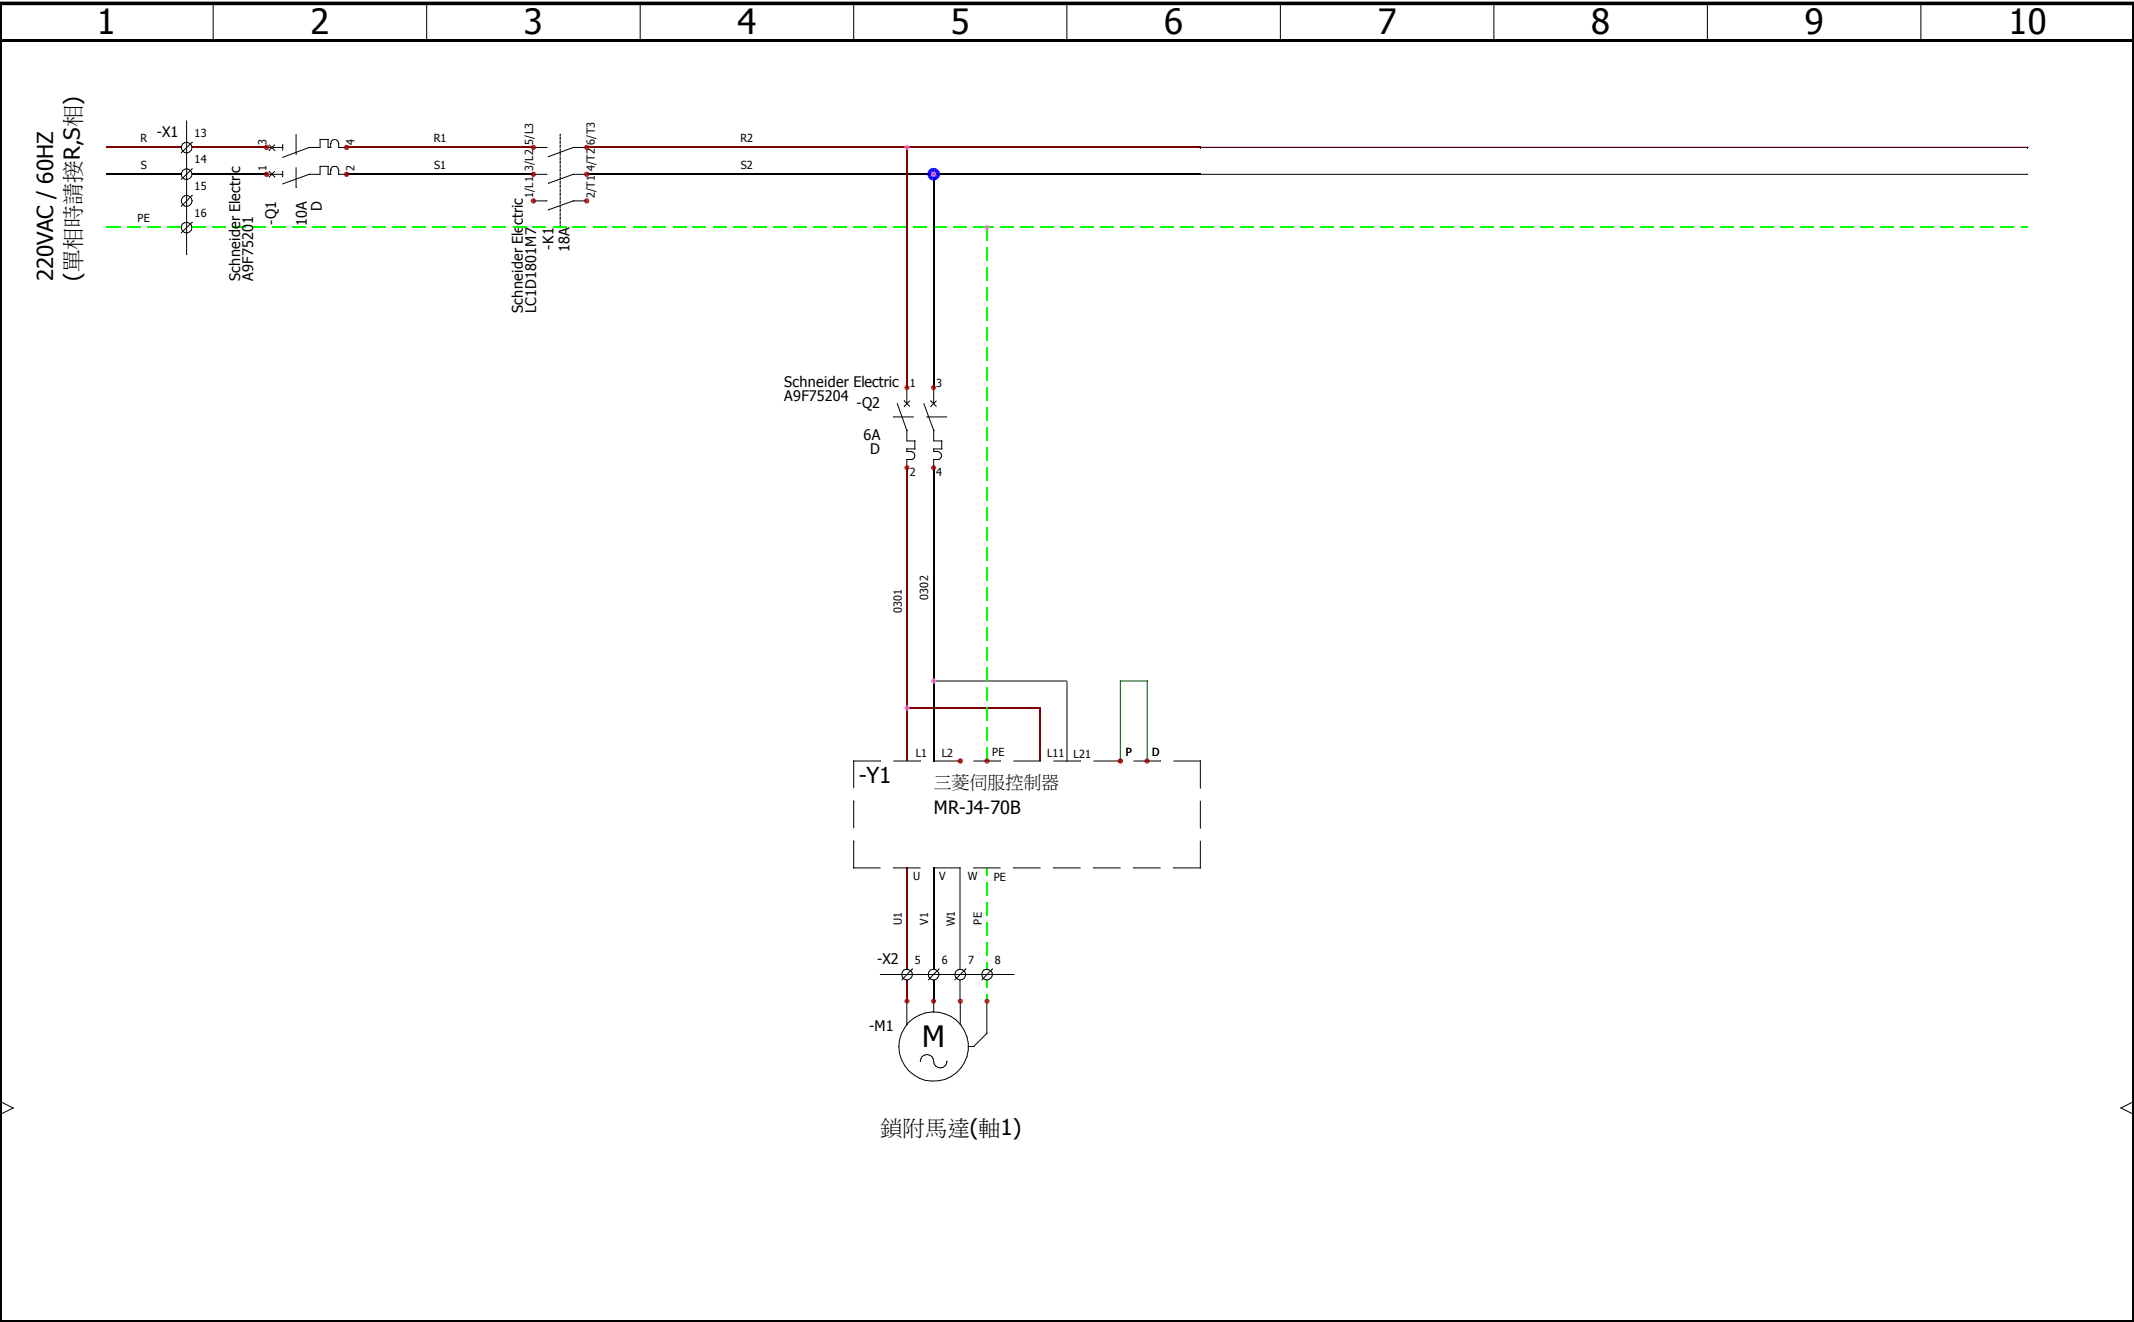 1 2 3 4 5 6 7 8 9 10
220VAC / 60HZ
(單相時請接R,S相)
R
S
PE
-X1
13
14
15
16
3
4
1
2
Schneider Electric
A9F75201
-Q1
10A
D
R1
S1
5/L3
3/L2
1/L1
6/T3
4/T2
2/T1
Schneider Electric
LC1D1801M7
-K1
18A
R2
S2
Schneider Electric
A9F75204
-Q2
6A
D
1
3
2
4
0301
0302
L1
L2
PE
L11
L21
P
D
-Y1
三菱伺服控制器
MR-J4-70B
U
V
W
PE
U1
V1
W1
PE
-X2
5
6
7
8
-M1
M
鎖附馬達(軸1)